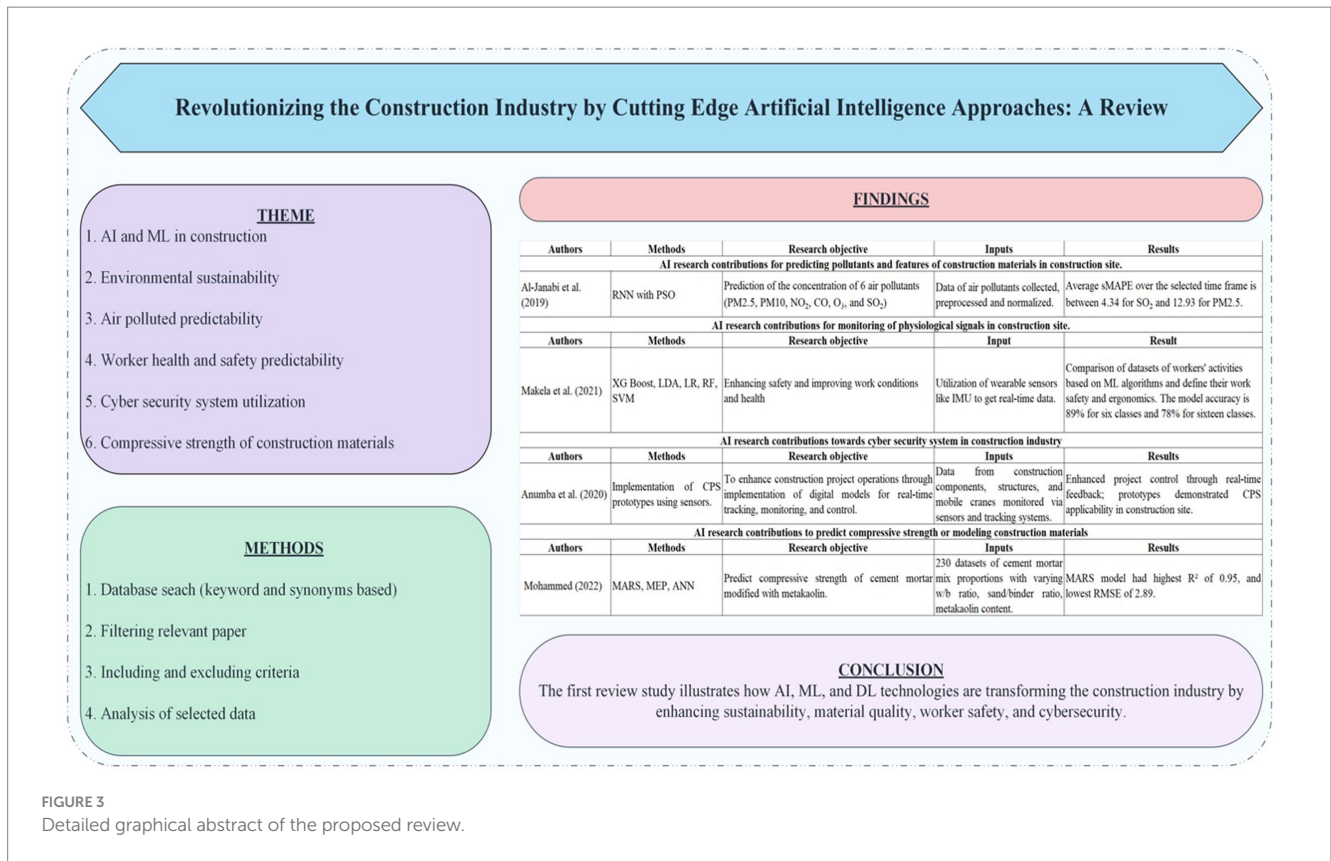 Revolutionizing the Construction Industry by Cutting Edge Artificial Intelligence Approaches: A Review
THEME
1. AI and ML in construction
2. Environmental sustainability
3. Air polluted predictability
4. Worker health and safety predictability
5. Cyber security system utilization
6. Compressive strength of construction materials
METHODS
1. Database seach (keyword and synonyms based)
2. Filtering relevant paper
3. Including and excluding criteria
4. Analysis of selected data
FINDINGS
Authors Methods Research objective Inputs Results
AI research contributions for predicting pollutants and features of construction materials in construction site.
Al-Janabi et al.
(2019)
RNN with PSO
Prediction of the concentration of 6 air pollutants
(PM2.5, PM10, NO₂, CO, O₃, and SO₂)
Data of air pollutants collected,
preprocessed and normalized.
Average sMAPE over the selected time frame is
between 4.34 for SO₂ and 12.93 for PM2.5.
AI research contributions for monitoring of physiological signals in construction site.
Authors Methods Research objective Input Result
Makela et al. (2021)
XG Boost, LDA, LR, RF,
SVM
Enhancing safety and improving work conditions
and health
Utilization of wearable sensors
like IMU to get real-time data.
Comparison of datasets of workers' activities
based on ML algorithms and define their work
safety and ergonomics. The model accuracy is
89% for six classes and 78% for sixteen classes.
AI research contributions towards cyber security system in construction industry
Authors Methods Research objective Inputs Results
Anumba et al. (2020)
Implementation of CPS
prototypes using sensors.
To enhance construction project operations through
implementation of digital models for real-time
tracking, monitoring, and control.
Data from construction
components, structures, and
mobile cranes monitored via
sensors and tracking systems.
Enhanced project control through real-time
feedback; prototypes demonstrated CPS
applicability in construction site.
AI research contributions to predict compressive strength or modeling construction materials
Authors Methods Research objective Inputs Results
Mohammed (2022)
MARS, MEP, ANN
Predict compressive strength of cement mortar
modified with metakaolin.
230 datasets of cement mortar
mix proportions with varying
w/b ratio, sand/binder ratio,
metakaolin content.
MARS model had highest R² of 0.95, and
lowest RMSE of 2.89.
CONCLUSION
The first review study illustrates how AI, ML, and DL technologies are transforming the construction industry by
enhancing sustainability, material quality, worker safety, and cybersecurity.
FIGURE 3
Detailed graphical abstract of the proposed review.